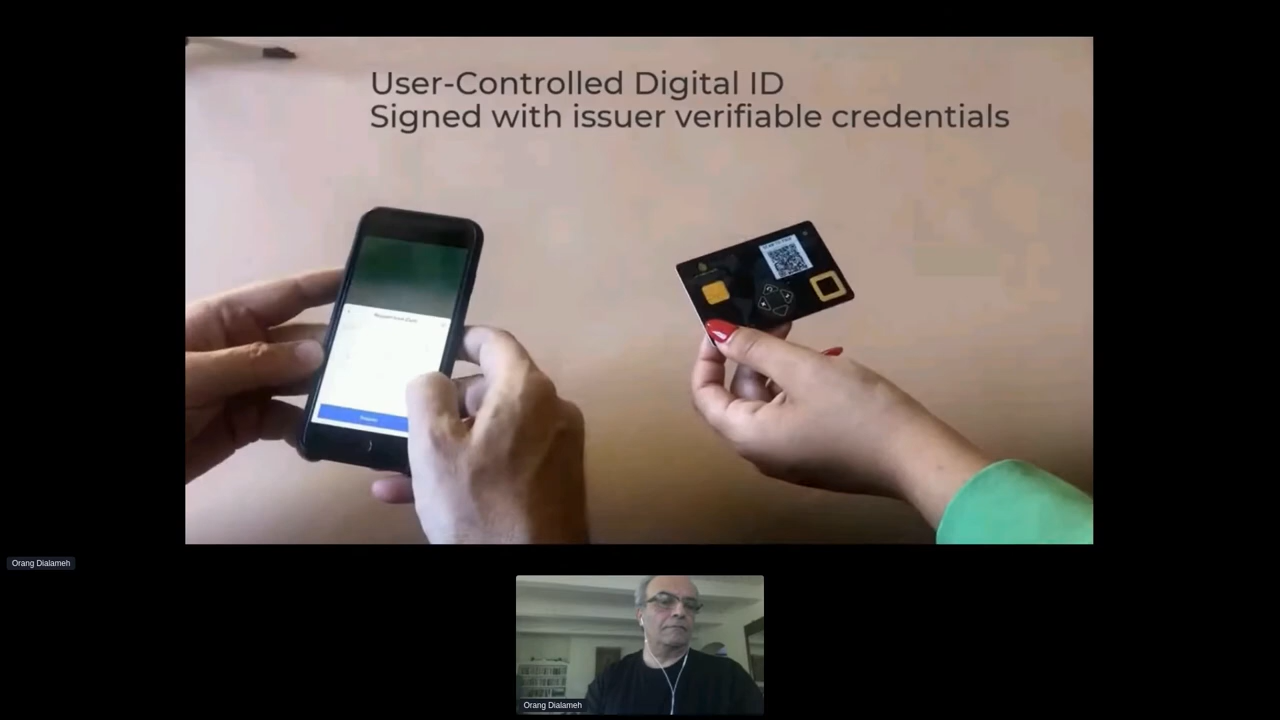 User-Controlled Digital ID
Signed with issuer verifiable credentials
Orang Dialameh
Orang Dialameh